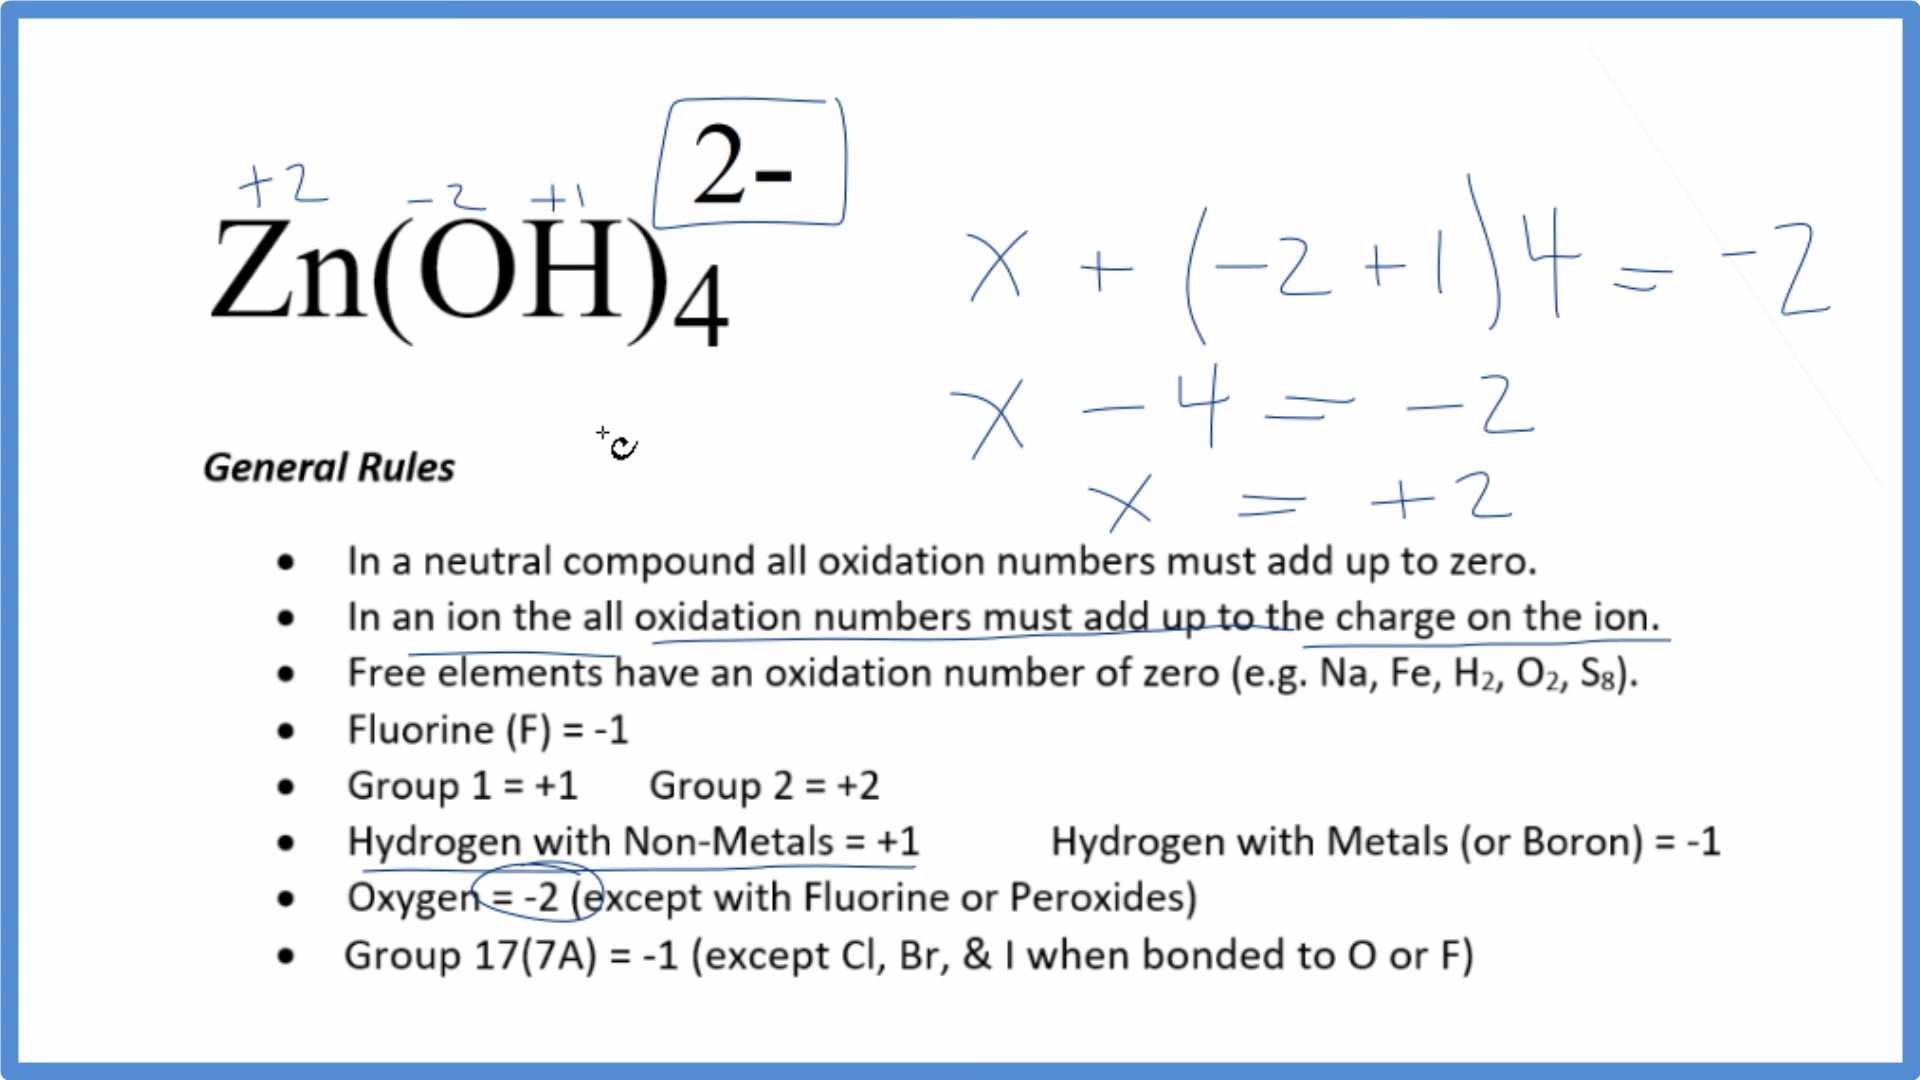 +2 -2 +1
Zn(OH)₄²⁻
x + (-2 +1)4 = -2
x - 4 = -2
x = +2
General Rules
• In a neutral compound all oxidation numbers must add up to zero.
• In an ion the all oxidation numbers must add up to the charge on the ion.
• Free elements have an oxidation number of zero (e.g. Na, Fe, H₂, O₂, S₈).
• Fluorine (F) = -1
• Group 1 = +1 Group 2 = +2
• Hydrogen with Non-Metals = +1 Hydrogen with Metals (or Boron) = -1
• Oxygen = -2 (except with Fluorine or Peroxides)
• Group 17(7A) = -1 (except Cl, Br, & I when bonded to O or F)